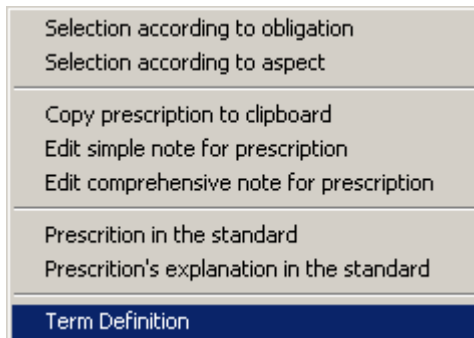 Selection according to obligation
Selection according to aspect
Copy prescription to clipboard
Edit simple note for prescription
Edit comprehensive note for prescription
Prescrition in the standard
Prescrition's explanation in the standard
Term Definition